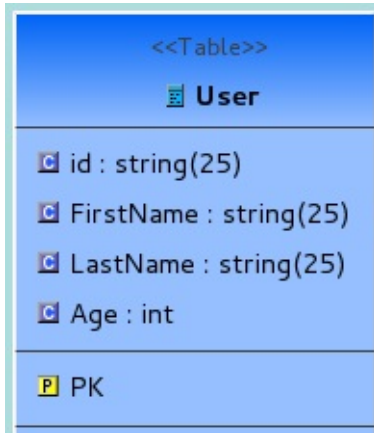 <<Table>>
User
C id : string(25)
C FirstName : string(25)
C LastName : string(25)
C Age : int
P PK